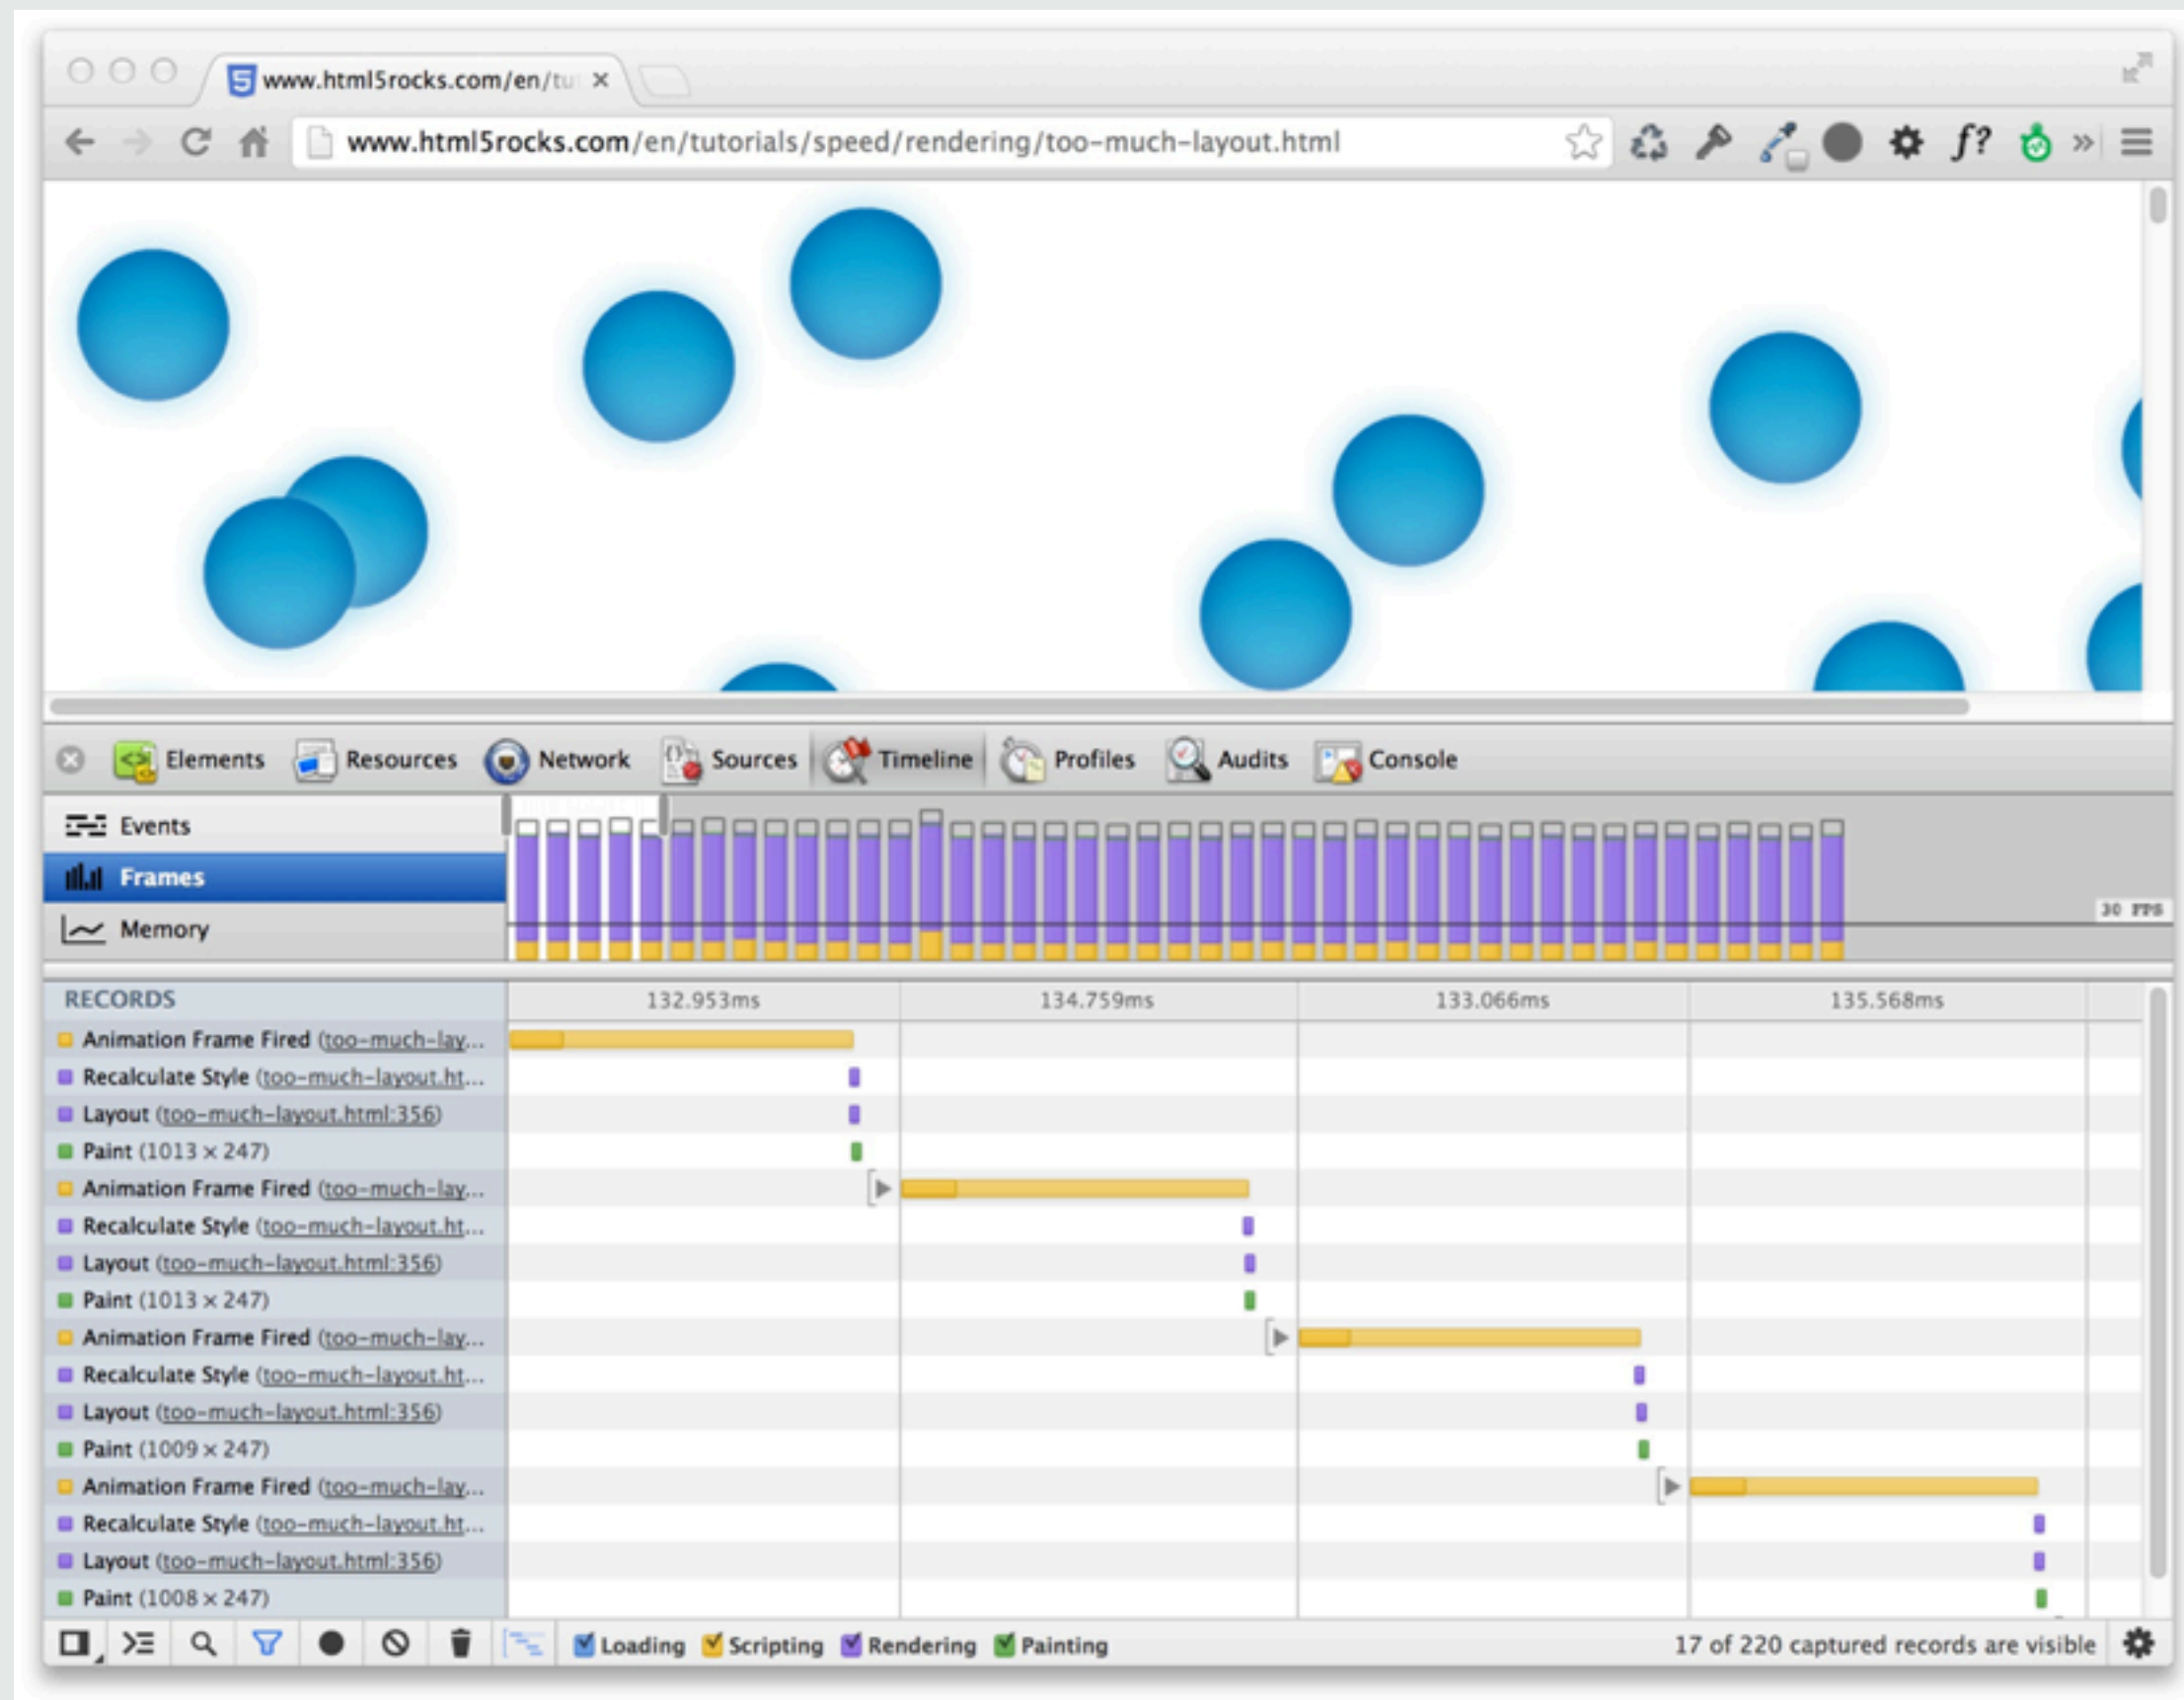 www.html5rocks.com/en/tu
www.html5rocks.com/en/tutorials/speed/rendering/too-much-layout.html
f?
Elements Resources Network Sources Timeline Profiles Audits Console
Events
Frames
Memory
30 FPS
RECORDS 132.953ms 134.759ms 133.066ms 135.568ms
Animation Frame Fired (too-much-lay...
Recalculate Style (too-much-layout.ht...
Layout (too-much-layout.html:356)
Paint (1013 × 247)
Animation Frame Fired (too-much-lay...
Recalculate Style (too-much-layout.ht...
Layout (too-much-layout.html:356)
Paint (1013 × 247)
Animation Frame Fired (too-much-lay...
Recalculate Style (too-much-layout.ht...
Layout (too-much-layout.html:356)
Paint (1009 × 247)
Animation Frame Fired (too-much-lay...
Recalculate Style (too-much-layout.ht...
Layout (too-much-layout.html:356)
Paint (1008 × 247)
Loading Scripting Rendering Painting 17 of 220 captured records are visible